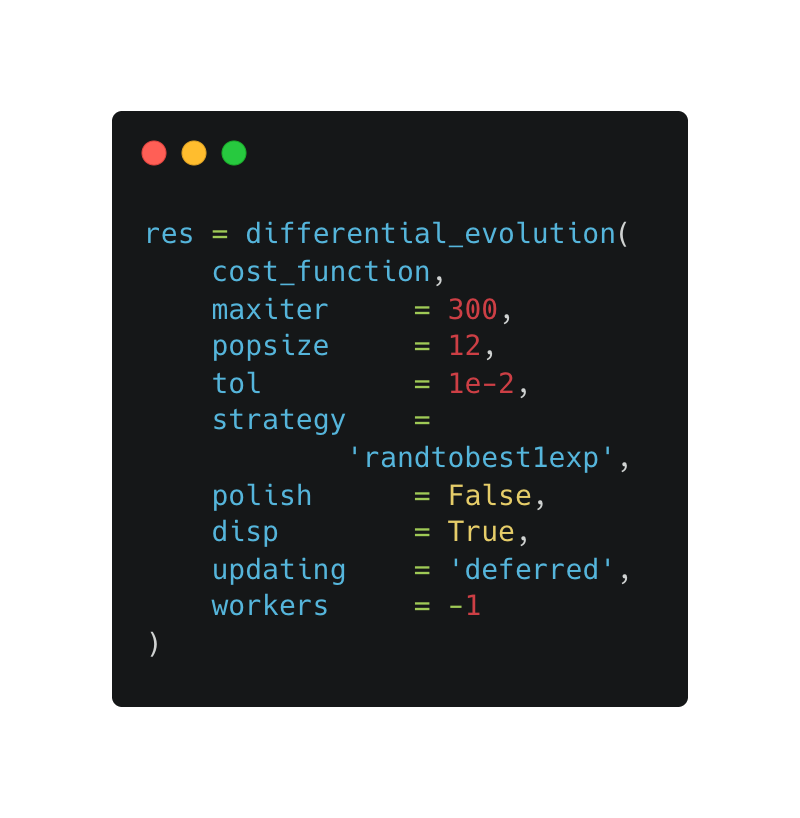 res = differential_evolution(
    cost_function,
    maxiter     = 300,
    popsize     = 12,
    tol         = 1e-2,
    strategy    =
            'randtobest1exp',
    polish      = False,
    disp        = True,
    updating    = 'deferred',
    workers     = -1
)